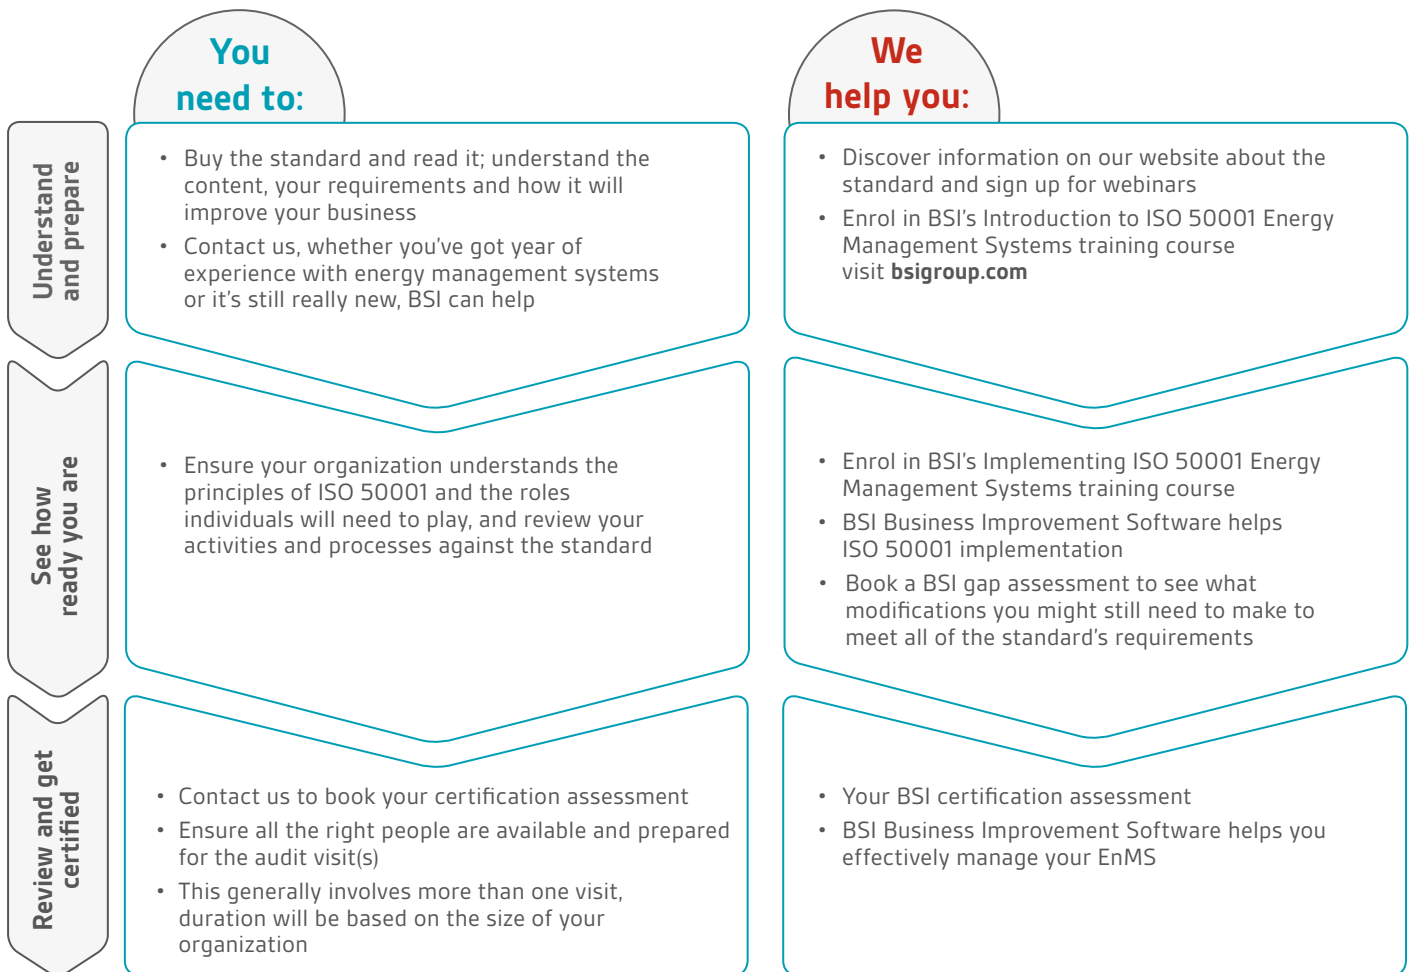 You
need to:
We
help you:
Understand
and prepare
• Buy the standard and read it; understand the
content, your requirements and how it will
improve your business
• Contact us, whether you've got year of
experience with energy management systems
or it's still really new, BSI can help
• Discover information on our website about the
standard and sign up for webinars
• Enrol in BSI's Introduction to ISO 50001 Energy
Management Systems training course
visit bsigroup.com
See how
ready you are
• Ensure your organization understands the
principles of ISO 50001 and the roles
individuals will need to play, and review your
activities and processes against the standard
• Enrol in BSI's Implementing ISO 50001 Energy
Management Systems training course
• BSI Business Improvement Software helps
ISO 50001 implementation
• Book a BSI gap assessment to see what
modifications you might still need to make to
meet all of the standard's requirements
Review and get
certified
• Contact us to book your certification assessment
• Ensure all the right people are available and prepared
for the audit visit(s)
• This generally involves more than one visit,
duration will be based on the size of your
organization
• Your BSI certification assessment
• BSI Business Improvement Software helps you
effectively manage your EnMS